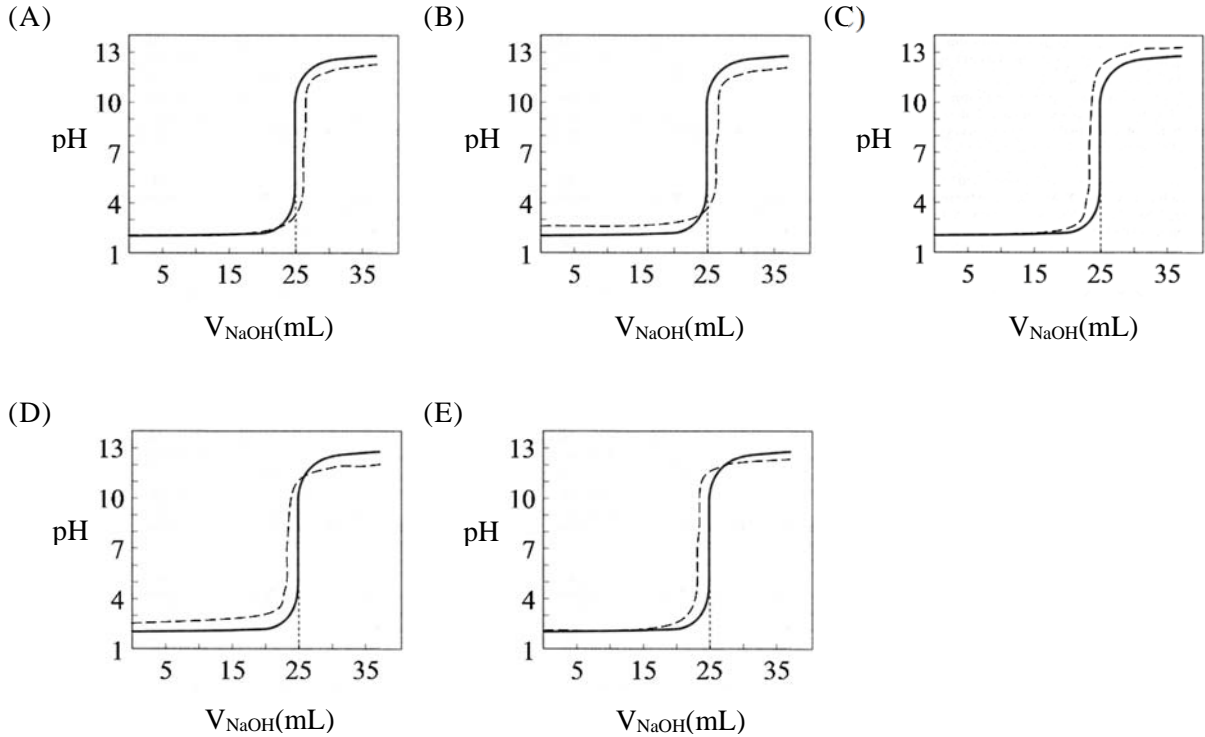 (A) (B) (C)
13 13 13
10 10 10
pH pH pH
7 7 7
4 4 4
1 1 1
5 15 25 35 5 15 25 35 5 15 25 35
V_NaOH(mL) V_NaOH(mL) V_NaOH(mL)
(D) (E)
13 13
10 10
pH pH
7 7
4 4
1 1
5 15 25 35 5 15 25 35
V_NaOH(mL) V_NaOH(mL)